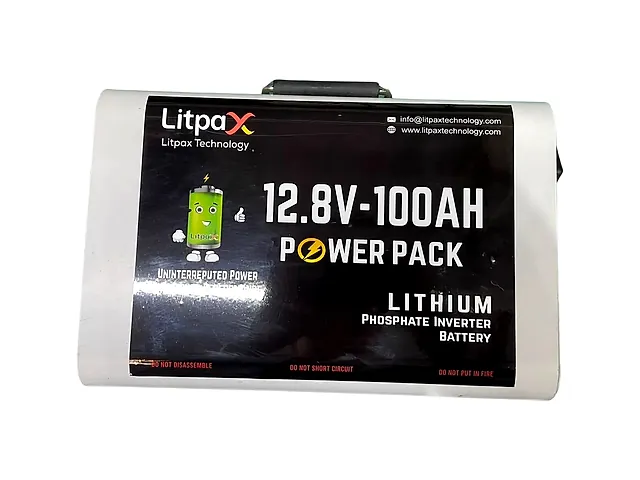 Litpax
Litpax Technology
info@litpaxtechnology.com
www.litpaxtechnology.com
12.8V-100AH
POWER PACK
Litpax
UNINTERREPUTED POWER
LITHIUM
PHOSPHATE INVERTER
BATTERY
DO NOT DISASSEMBLE
DO NOT SHORT CIRCUIT
DO NOT PUT IN FIRE